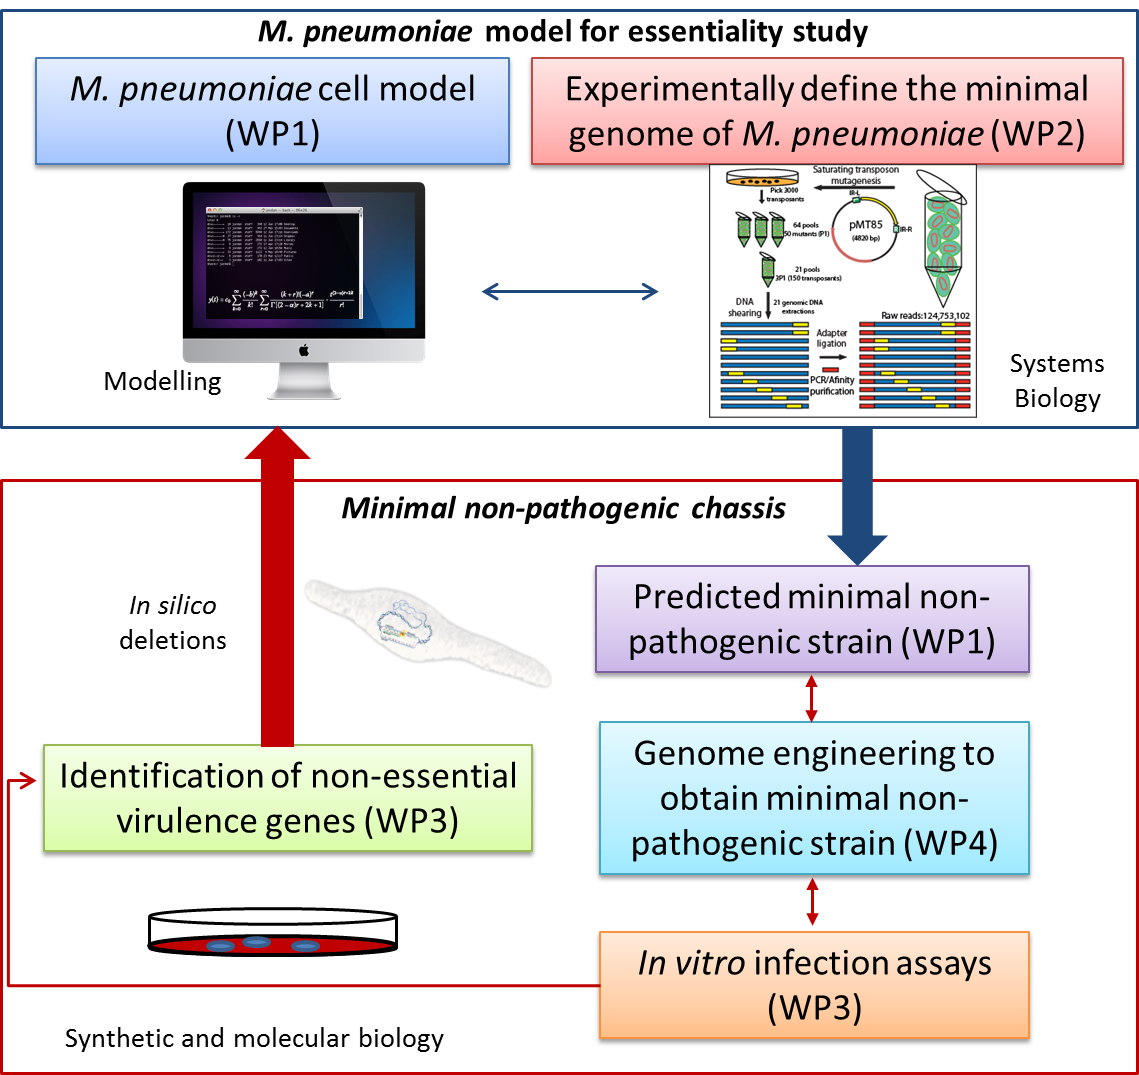 M. pneumoniae model for essentiality study
M. pneumoniae cell model
(WP1)
Experimentally define the minimal
genome of M. pneumoniae (WP2)
Saturating transposon
mutagenesis
Pick 3000
transposants
IR-L
pMT85
(4820 bp)
IR-R
64 pools
50 mutants (P1)
21 pools
3P1 (150 transposants)
DNA
shearing
21 genomic DNA
extractions
Raw reads:124,753,102
Adapter
ligation
PCR/Afinity
purification
Modelling
Systems
Biology
Minimal non-pathogenic chassis
In silico
deletions
Predicted minimal non-
pathogenic strain (WP1)
Identification of non-essential
virulence genes (WP3)
Genome engineering to
obtain minimal non-
pathogenic strain (WP4)
In vitro infection assays
(WP3)
Synthetic and molecular biology